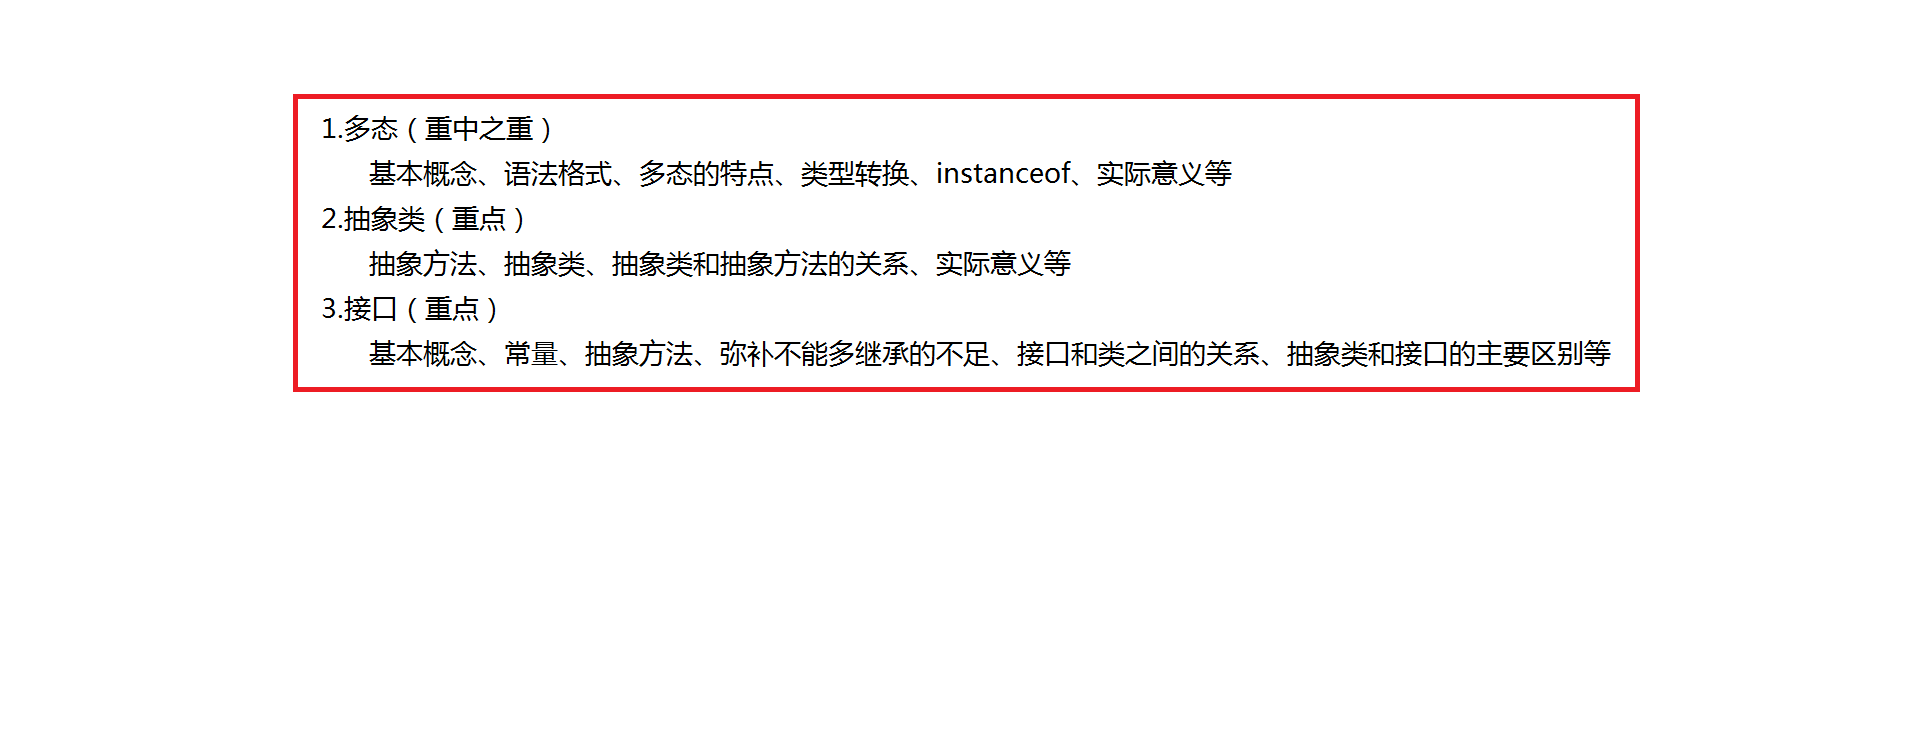 1.多态（重中之重）
基本概念、语法格式、多态的特点、类型转换、instanceof、实际意义等
2.抽象类（重点）
抽象方法、抽象类、抽象类和抽象方法的关系、实际意义等
3.接口（重点）
基本概念、常量、抽象方法、弥补不能多继承的不足、接口和类之间的关系、抽象类和接口的主要区别等